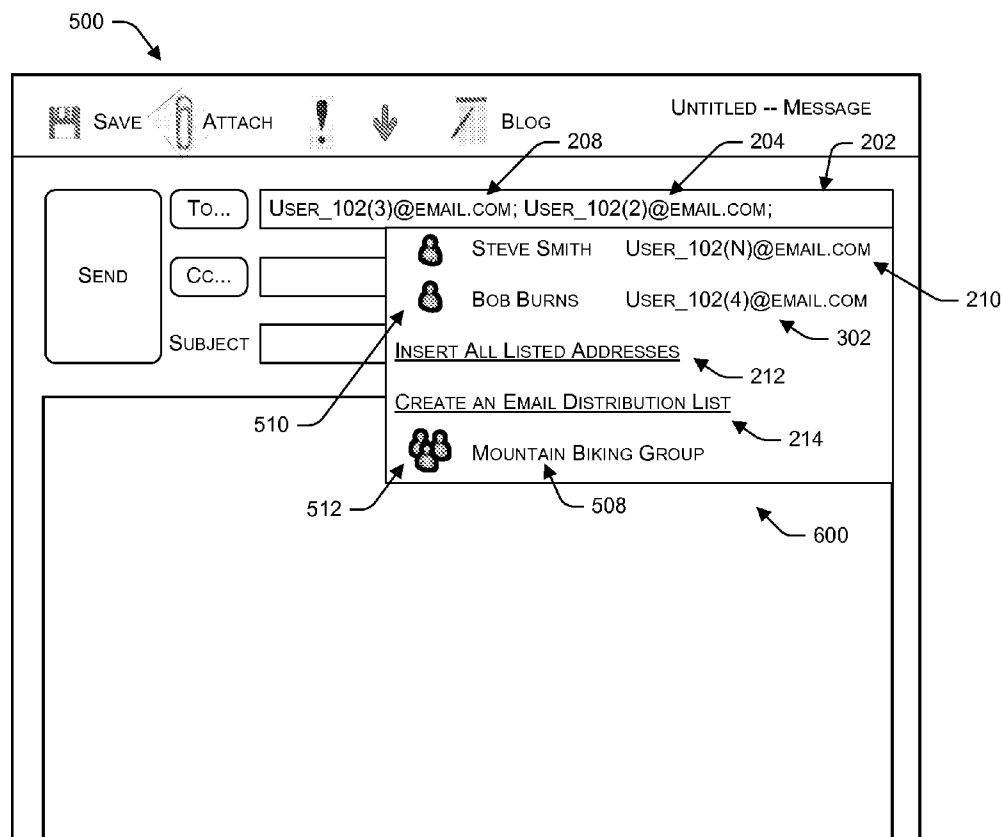 500
SAVE ATTACH BLOG UNTITLED -- MESSAGE
208 204 202
TO... USER_102(3)@EMAIL.COM; USER_102(2)@EMAIL.COM;
SEND
CC...
SUBJECT
STEVE SMITH USER_102(N)@EMAIL.COM
210
BOB BURNS USER_102(4)@EMAIL.COM
302
INSERT ALL LISTED ADDRESSES
212
CREATE AN EMAIL DISTRIBUTION LIST
510
214
MOUNTAIN BIKING GROUP
512
508
600